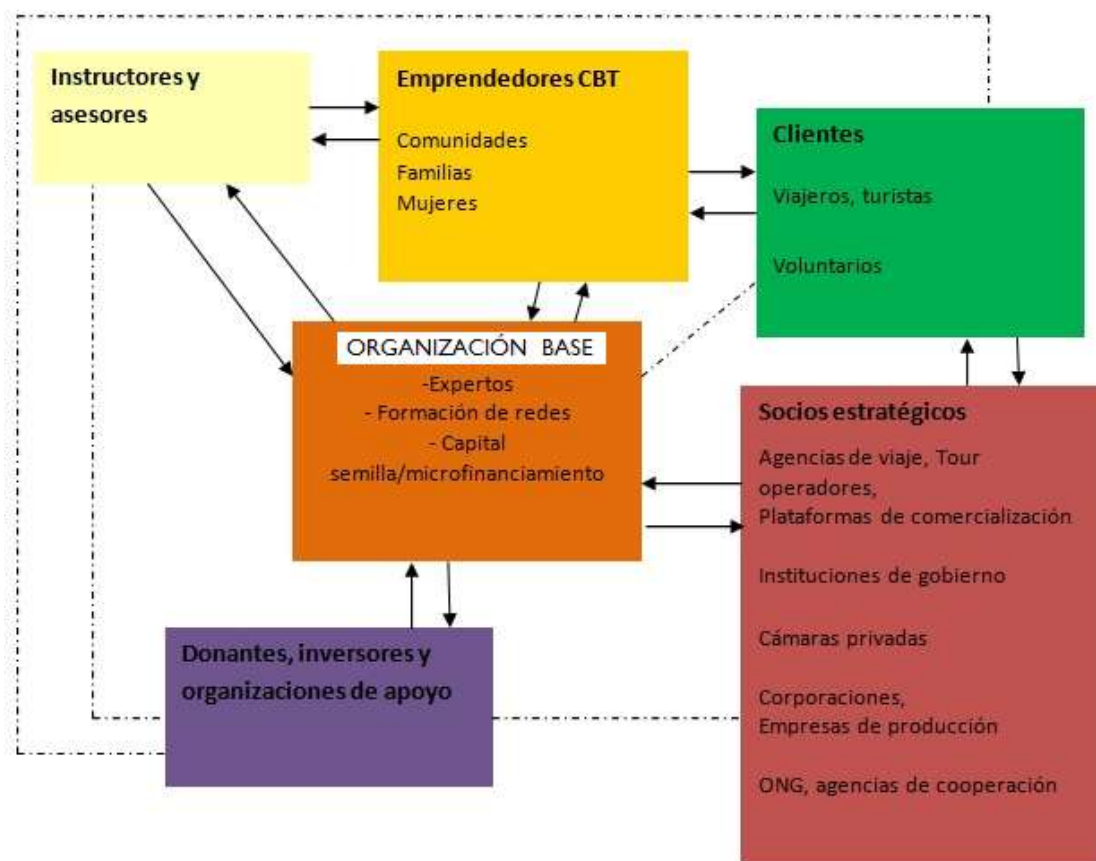 Instructores y
asesores
Emprendedores CBT
Comunidades
Familias
Mujeres
Clientes
Viajeros, turistas
Voluntarios
ORGANIZACIÓN BASE
-Expertos
- Formación de redes
- Capital
semilla/microfinanciamiento
Socios estratégicos
Agencias de viaje, Tour
operadores,
Plataformas de comercialización
Instituciones de gobierno
Cámaras privadas
Corporaciones,
Empresas de producción
ONG, agencias de cooperación
Donantes, inversores y
organizaciones de apoyo